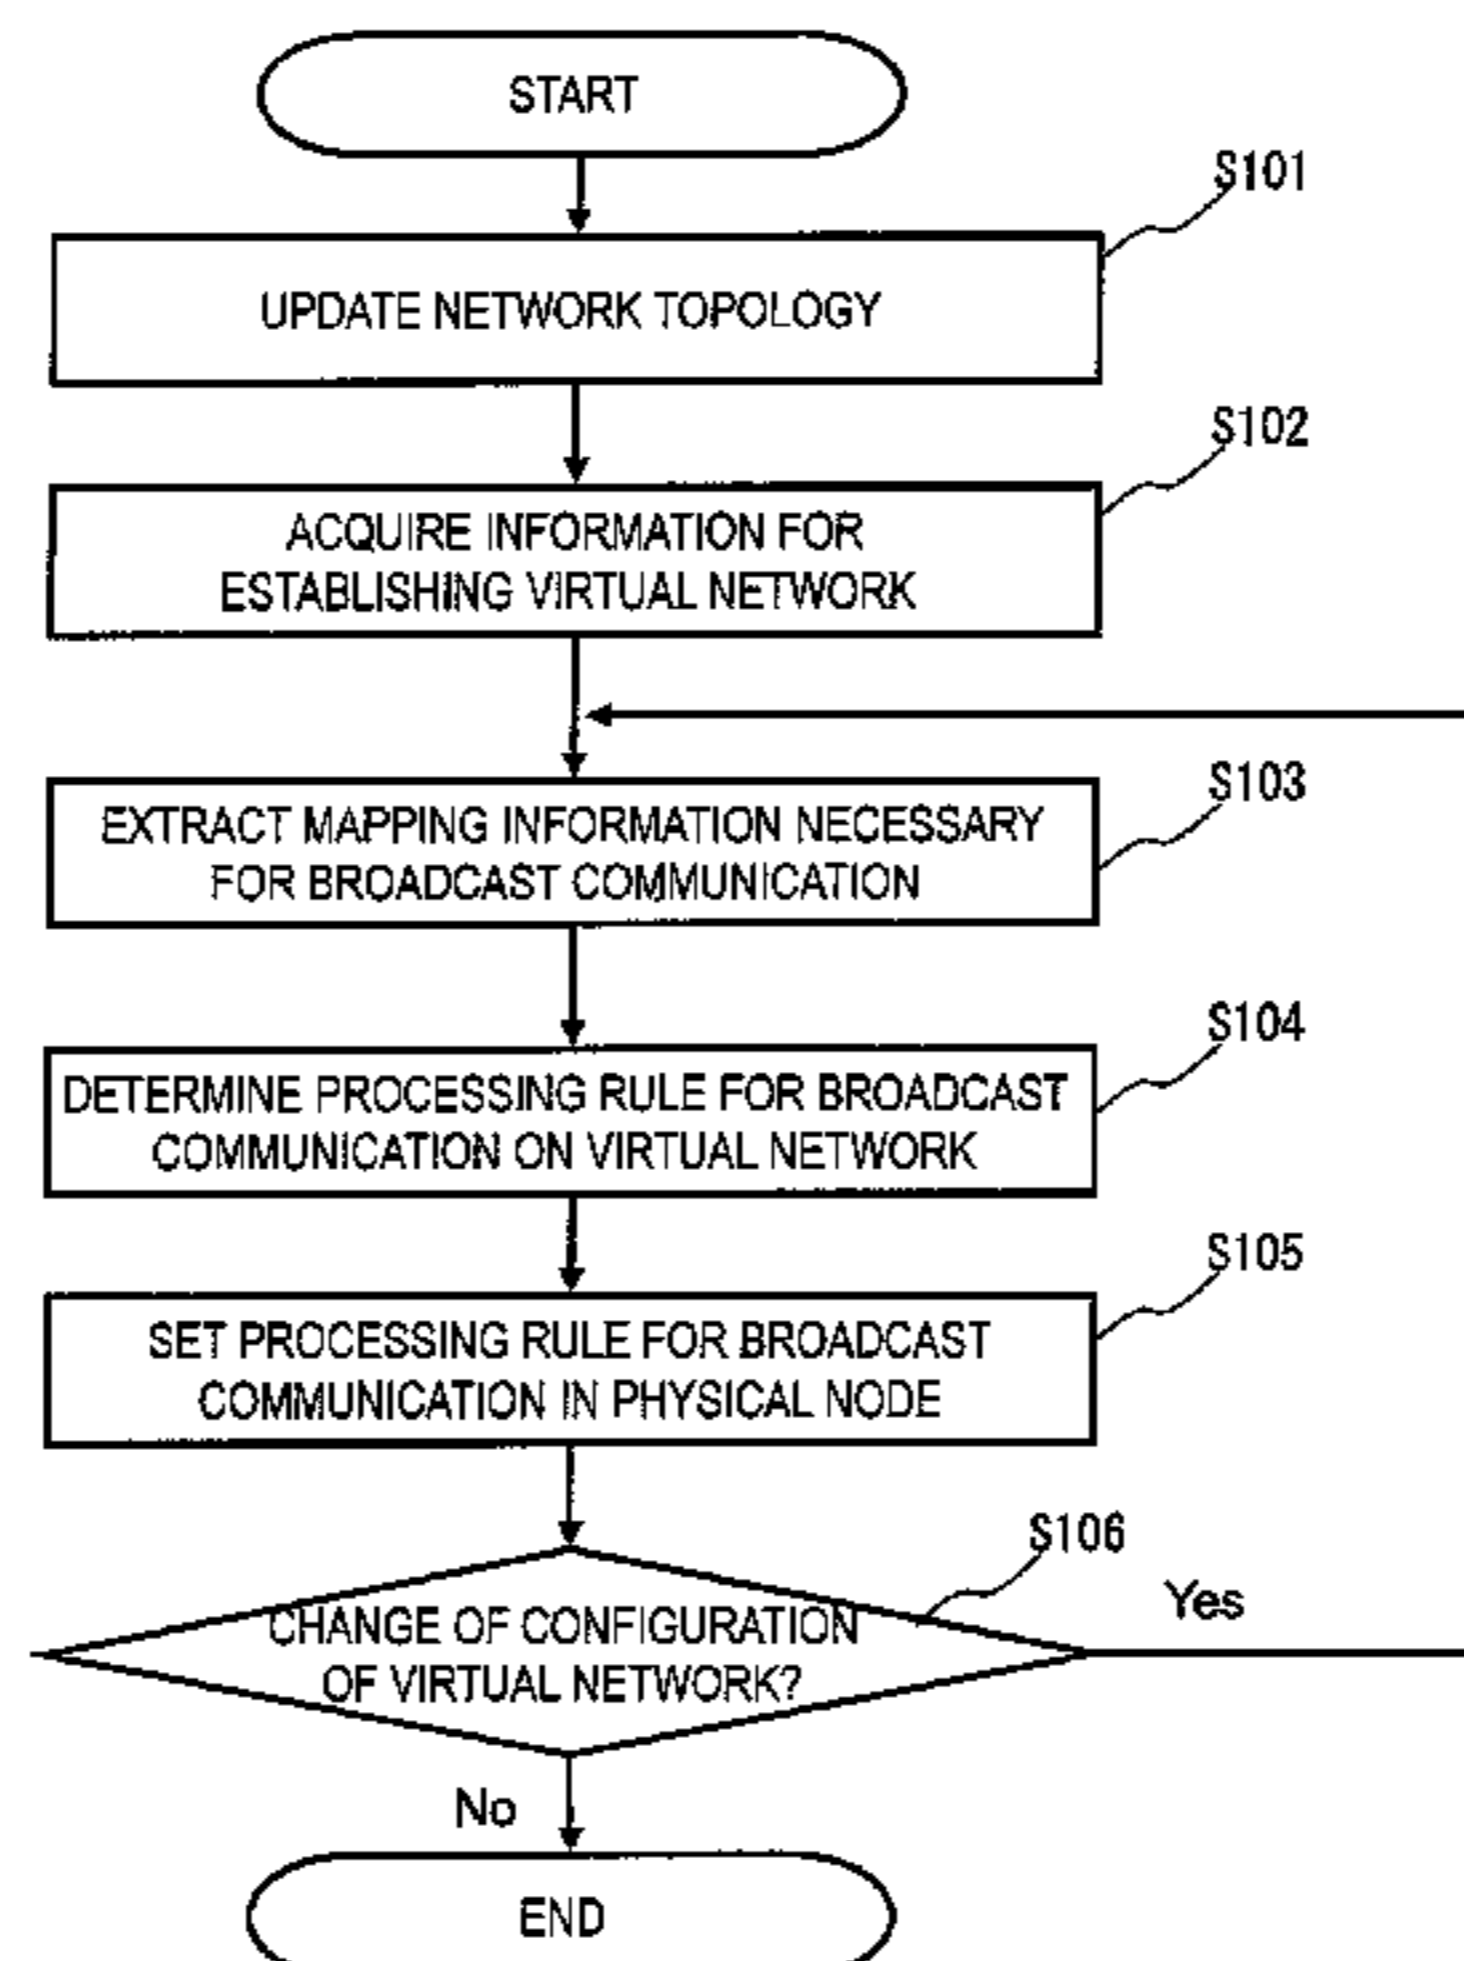 START
S101
UPDATE NETWORK TOPOLOGY
S102
ACQUIRE INFORMATION FOR
ESTABLISHING VIRTUAL NETWORK
S103
EXTRACT MAPPING INFORMATION NECESSARY
FOR BROADCAST COMMUNICATION
S104
DETERMINE PROCESSING RULE FOR BROADCAST
COMMUNICATION ON VIRTUAL NETWORK
S105
SET PROCESSING RULE FOR BROADCAST
COMMUNICATION IN PHYSICAL NODE
S106
Yes
CHANGE OF CONFIGURATION
OF VIRTUAL NETWORK?
No
END